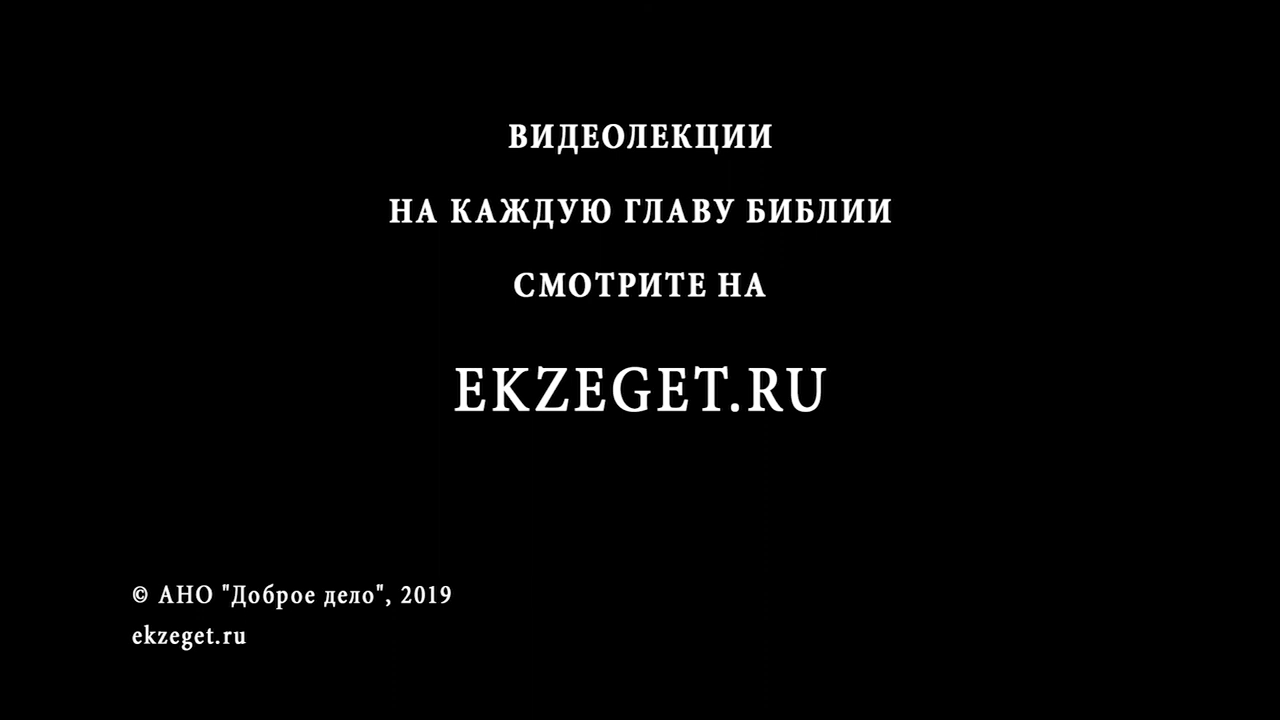 ВИДЕОЛЕКЦИИ
НА КАЖДУЮ ГЛАВУ БИБЛИИ
СМОТРИТЕ НА
EKZEGET.RU
© АНО "Доброе дело", 2019
ekzeget.ru